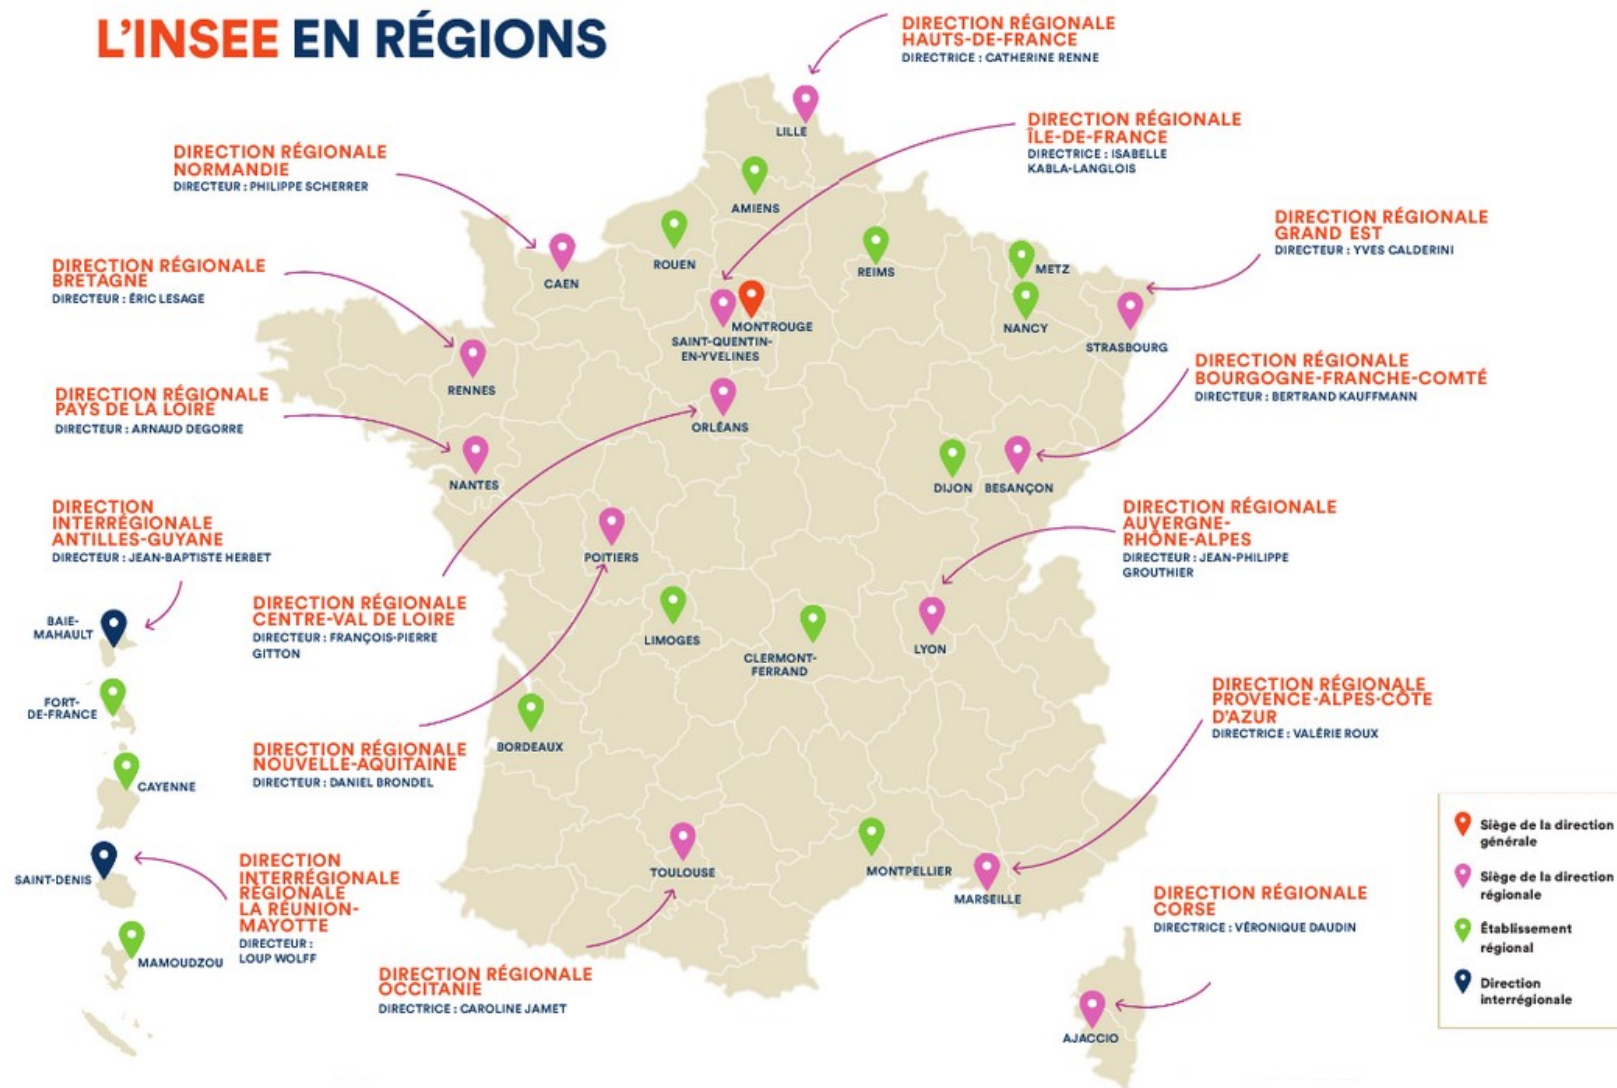 L'INSEE EN RÉGIONS
DIRECTION RÉGIONALE
HAUTS-DE-FRANCE
DIRECTRICE : CATHERINE RENNE
LILLE
DIRECTION RÉGIONALE
ÎLE-DE-FRANCE
DIRECTRICE : ISABELLE
KABLA-LANGLOIS
DIRECTION RÉGIONALE
NORMANDIE
DIRECTEUR : PHILIPPE SCHERRER
AMIENS
DIRECTION RÉGIONALE
GRAND EST
DIRECTEUR : YVES CALDERINI
ROUEN
REIMS
METZ
CAEN
DIRECTION RÉGIONALE
BRETAGNE
DIRECTEUR : ÉRIC LESAGE
MONTROUGE
SAINT-QUENTIN-
EN-YVELINES
NANCY
STRASBOURG
RENNES
DIRECTION RÉGIONALE
BOURGOGNE-FRANCHE-COMTÉ
DIRECTEUR : BERTRAND KAUFFMANN
DIRECTION RÉGIONALE
PAYS DE LA LOIRE
DIRECTEUR : ARNAUD DEGORRE
ORLÉANS
NANTES
DIJON
BESANÇON
DIRECTION
INTERRÉGIONALE
ANTILLES-GUYANE
DIRECTEUR : JEAN-BAPTISTE HERBET
POITIERS
DIRECTION RÉGIONALE
AUVERGNE-
RHÔNE-ALPES
DIRECTEUR : JEAN-PHILIPPE
GROUTHIER
BAIE-
MAHAULT
DIRECTION RÉGIONALE
CENTRE-VAL DE LOIRE
DIRECTEUR : FRANÇOIS-PIERRE
GITTON
LIMOGES
CLERMONT-
FERRAND
LYON
FORT-
DE-FRANCE
DIRECTION RÉGIONALE
PROVENCE-ALPES-CÔTE
D'AZUR
DIRECTRICE : VALÉRIE ROUX
BORDEAUX
DIRECTION RÉGIONALE
NOUVELLE-AQUITAINE
DIRECTEUR : DANIEL BRONDEL
CAYENNE
SAINT-DENIS
DIRECTION
INTERRÉGIONALE
RÉGIONALE
LA RÉUNION-
MAYOTTE
DIRECTEUR :
LOUP WOLFF
TOULOUSE
MONTPELLIER
MARSEILLE
MAMOUDZOU
DIRECTION RÉGIONALE
OCCITANIE
DIRECTRICE : CAROLINE JAMET
DIRECTION RÉGIONALE
CORSE
DIRECTRICE : VÉRONIQUE DAUDIN
AJACCIO
Siège de la direction
générale
Siège de la direction
régionale
Établissement
régional
Direction
interrégionale